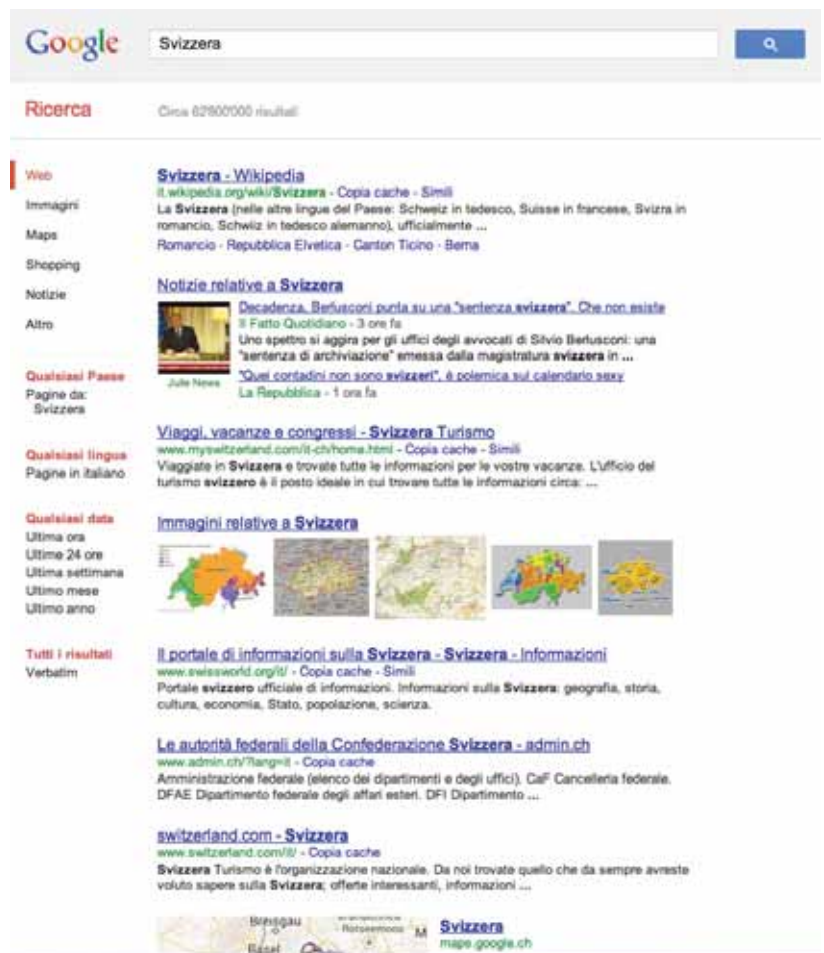 Google
Svizzera
Ricerca
Circa 62'800'000 risultati
Web
Immagini
Maps
Shopping
Notizie
Altro
Qualsiasi Paese
Pagine da:
Svizzera
Qualsiasi lingua
Pagine in italiano
Qualsiasi data
Ultima ora
Ultime 24 ore
Ultima settimana
Ultimo mese
Ultimo anno
Tutti i risultati
Verbatim
Svizzera - Wikipedia
it.wikipedia.org/wiki/Svizzera - Copia cache - Simili
La Svizzera (nelle altre lingue del Paese: Schweiz in tedesco, Suisse in francese, Svizra in
romancio, Schwiiz in tedesco alemanno), ufficialmente ...
Romancio - Repubblica Elvetica - Canton Ticino - Berna
Notizie relative a Svizzera
Decadenza, Berlusconi punta su una "sentenza svizzera". Che non esiste
Il Fatto Quotidiano - 3 ore fa
Uno spettro si aggira per gli uffici degli avvocati di Silvio Berlusconi: una
"sentenza di archiviazione" emessa dalla magistratura svizzera in ...
Julie News
"Quei contadini non sono svizzeri", è polemica sul calendario sexy
La Repubblica - 1 ora fa
Viaggi, vacanze e congressi - Svizzera Turismo
www.myswitzerland.com/it-ch/home.html - Copia cache - Simili
Viaggiate in Svizzera e trovate tutte le informazioni per le vostre vacanze. L'ufficio del
turismo svizzero è il posto ideale in cui trovare tutte le informazioni circa: ...
Immagini relative a Svizzera
Il portale di informazioni sulla Svizzera - Svizzera - Informazioni
www.swissworld.org/it/ - Copia cache - Simili
Portale svizzero ufficiale di informazioni. Informazioni sulla Svizzera: geografia, storia,
cultura, economia, Stato, popolazione, scienza.
Le autorità federali della Confederazione Svizzera - admin.ch
www.admin.ch/?lang=it - Copia cache
Amministrazione federale (elenco dei dipartimenti e degli uffici). CaF Cancelleria federale.
DFAE Dipartimento federale degli affari esteri. DFI Dipartimento ...
switzerland.com - Svizzera
www.switzerland.com/it/ - Copia cache
Svizzera Turismo è l'organizzazione nazionale. Da noi trovate quello che da sempre avreste
voluto sapere sulla Svizzera; offerte interessanti, informazioni ...
Breisgau
Basel
M
Svizzera
maps.google.ch